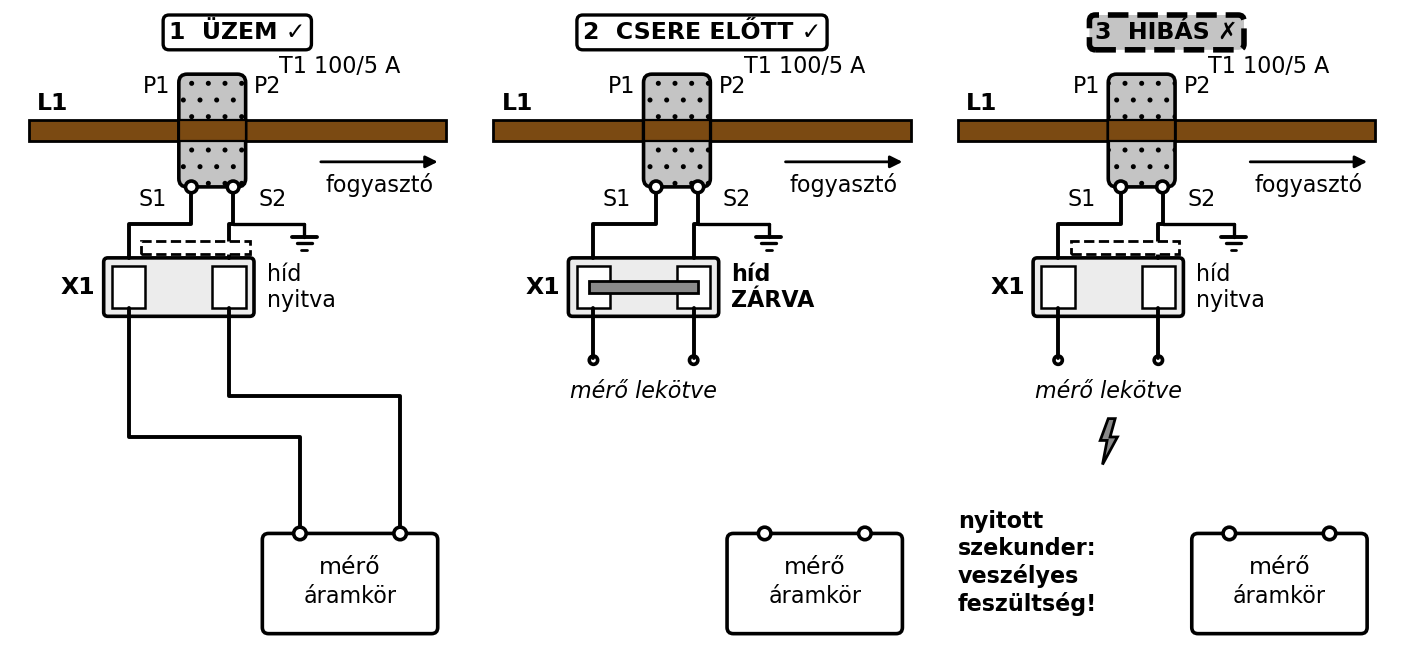 1 ÜZEM ✓
T1 100/5 A
P1
P2
L1
fogyasztó
S1
S2
X1
híd
nyitva
mérő
áramkör
2 CSERE ELŐTT ✓
T1 100/5 A
P1
P2
L1
fogyasztó
S1
S2
X1
híd
ZÁRVA
mérő lekötve
mérő
áramkör
3 HIBÁS ✗
T1 100/5 A
P1
P2
L1
fogyasztó
S1
S2
X1
híd
nyitva
mérő lekötve
nyitott
szekunder:
veszélyes
feszültség!
mérő
áramkör